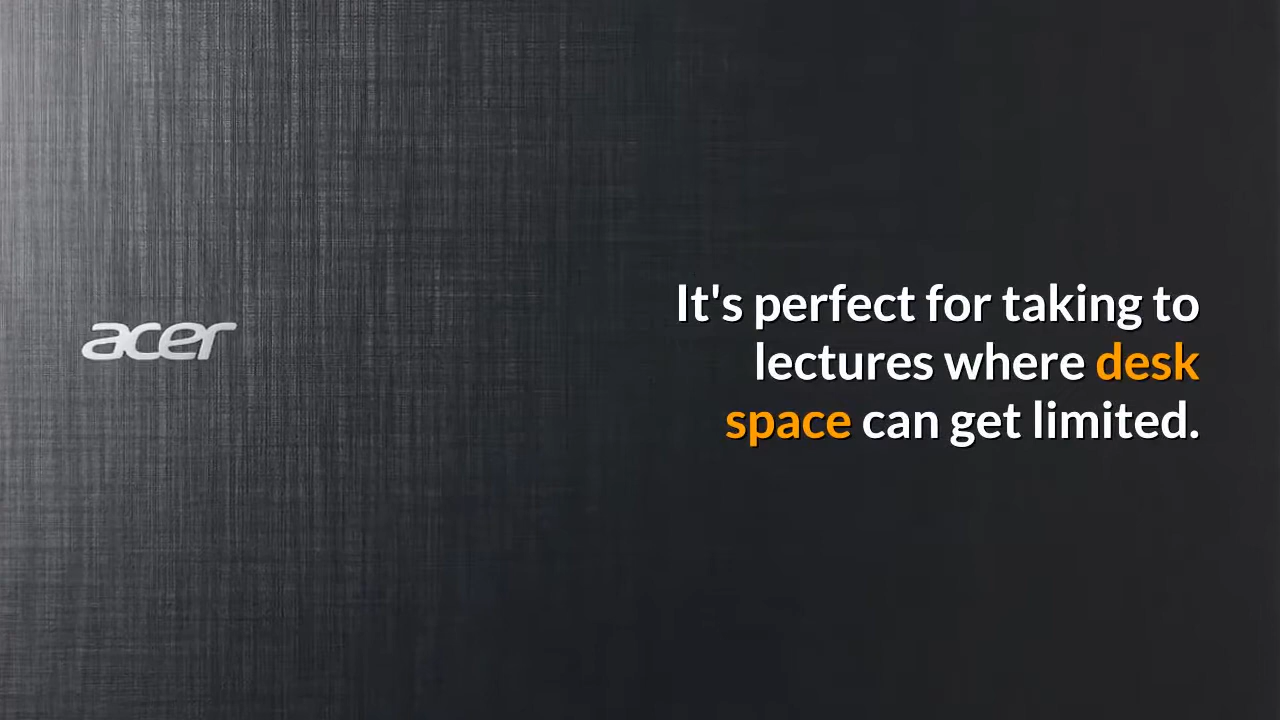 acer
It's perfect for taking to
lectures where desk
space can get limited.